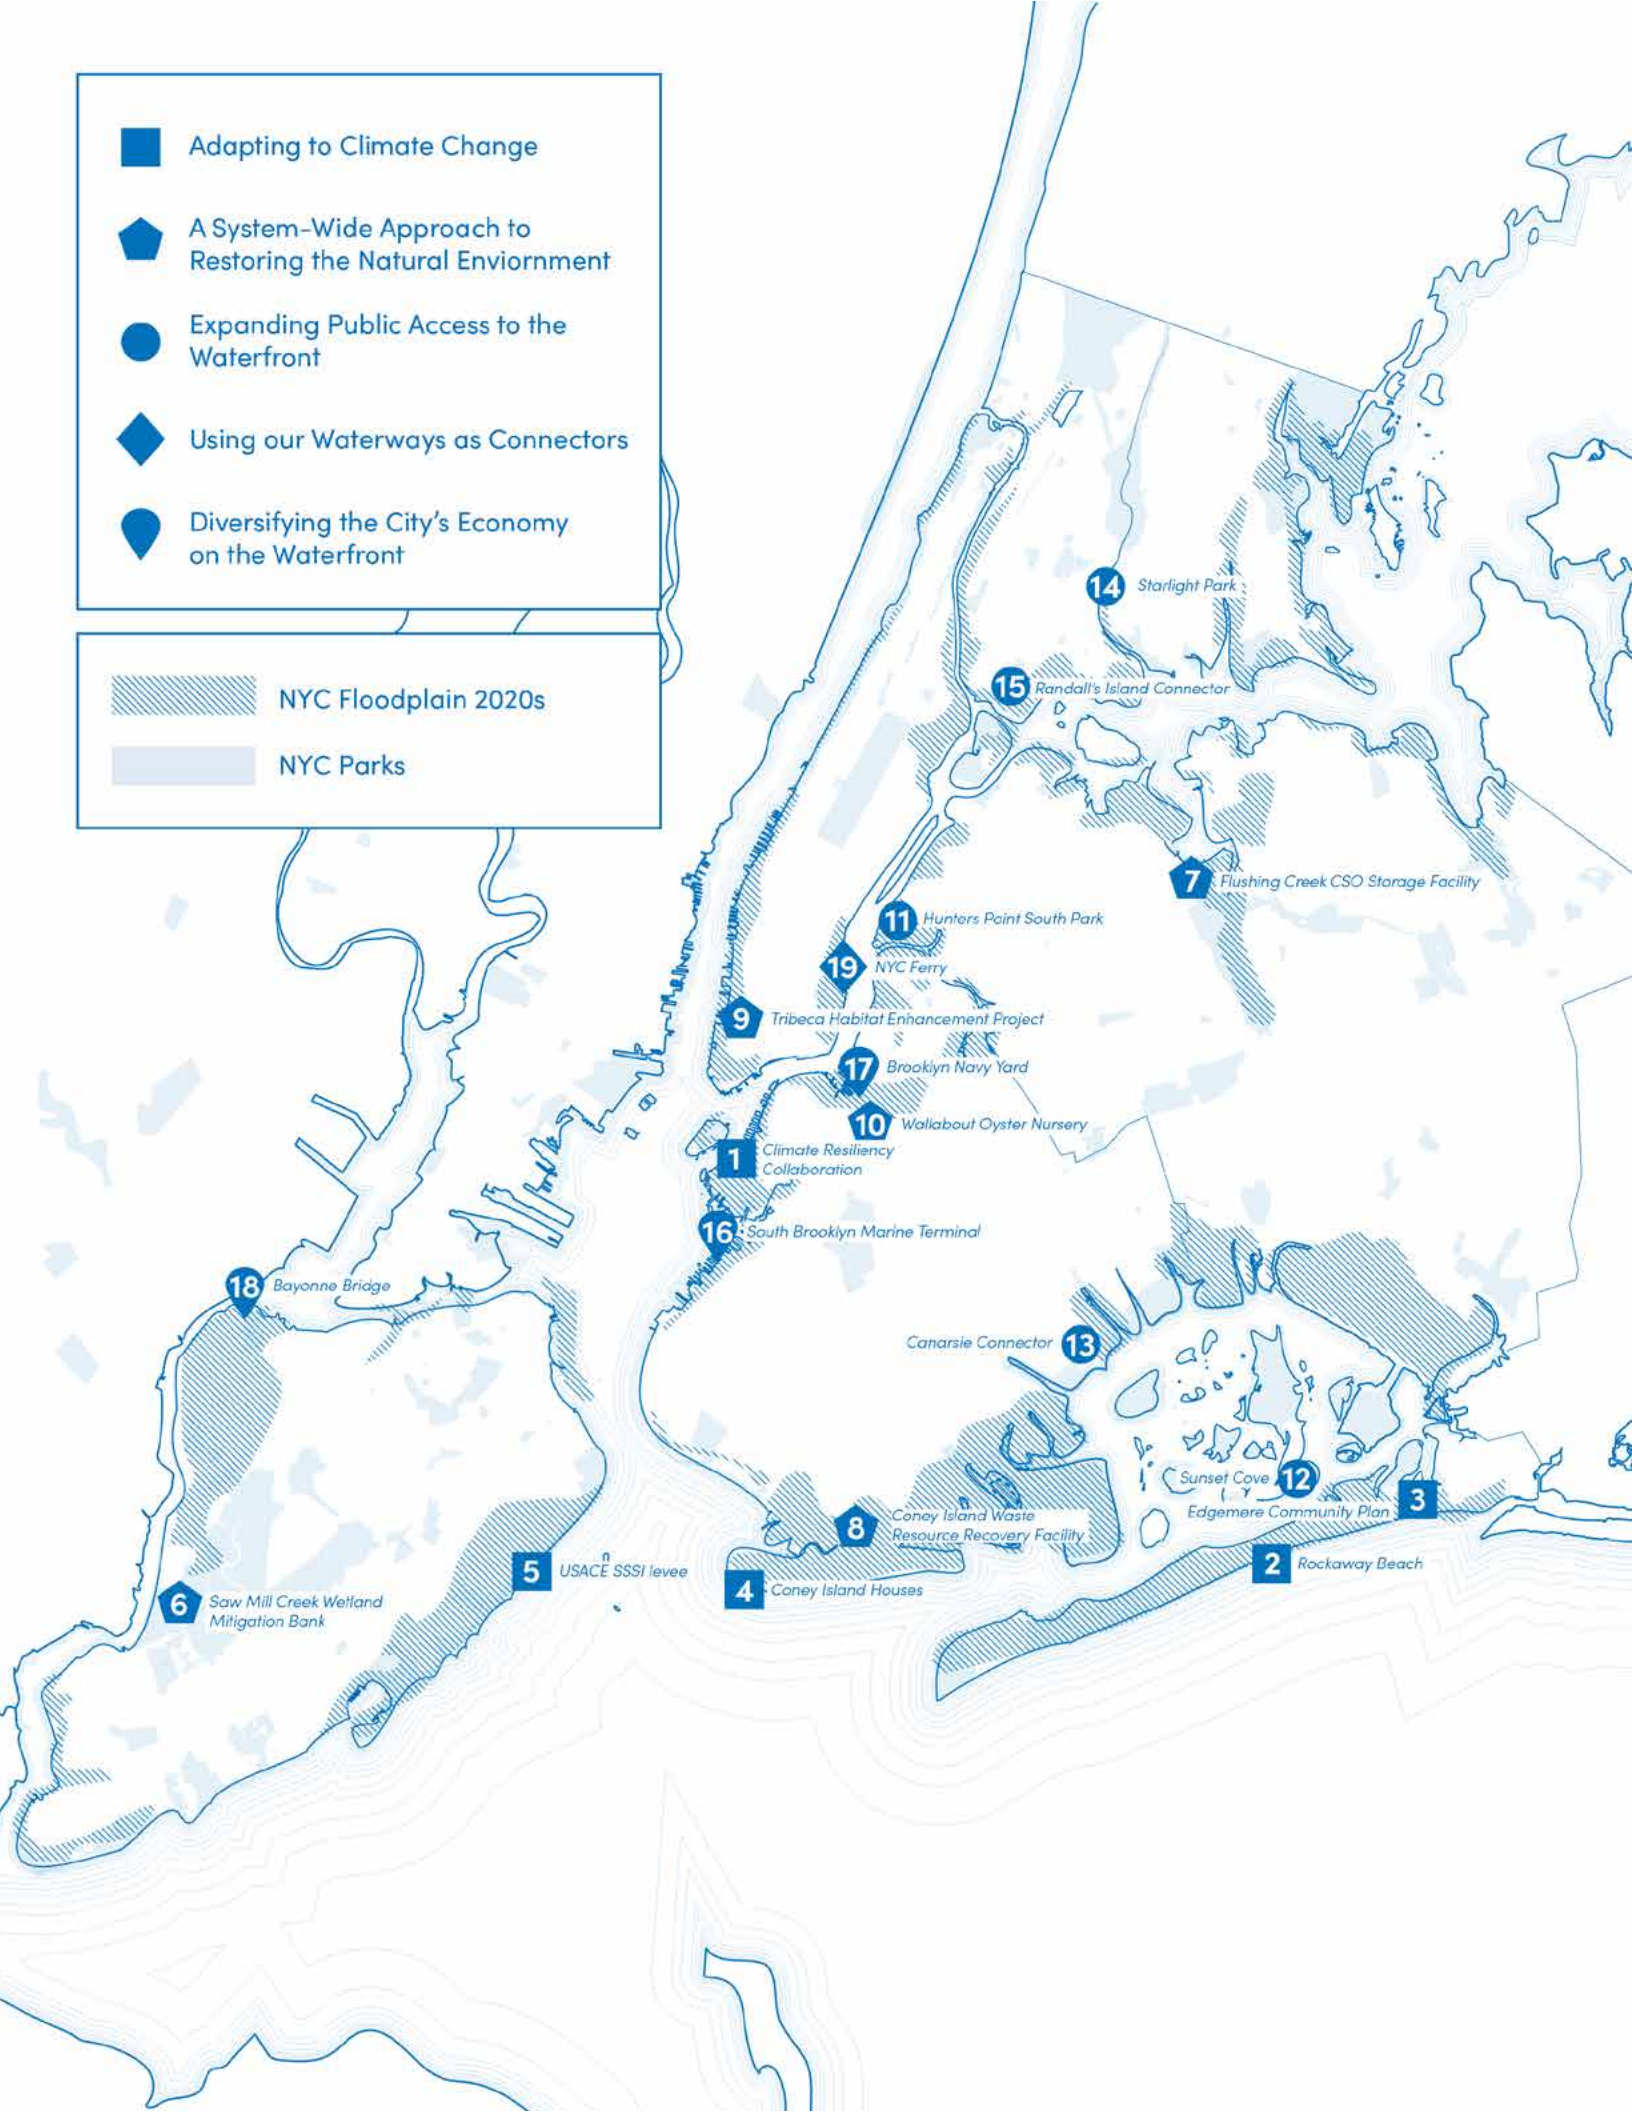 Adapting to Climate Change
A System-Wide Approach to
Restoring the Natural Enviornment
Expanding Public Access to the
Waterfront
Using our Waterways as Connectors
Diversifying the City's Economy
on the Waterfront
NYC Floodplain 2020s
NYC Parks
14 Starlight Park
15 Randall's Island Connector
7 Flushing Creek CSO Storage Facility
11 Hunters Point South Park
19 NYC Ferry
9 Tribeca Habitat Enhancement Project
17 Brooklyn Navy Yard
10 Wallabout Oyster Nursery
1 Climate Resiliency
Collaboration
16 South Brooklyn Marine Terminal
18 Bayonne Bridge
Canarsie Connector 13
Sunset Cove 12
Edgemere Community Plan 3
8 Coney Island Waste
Resource Recovery Facility
2 Rockaway Beach
5 USACE SSSI levee
4 Coney Island Houses
6 Saw Mill Creek Wetland
Mitigation Bank